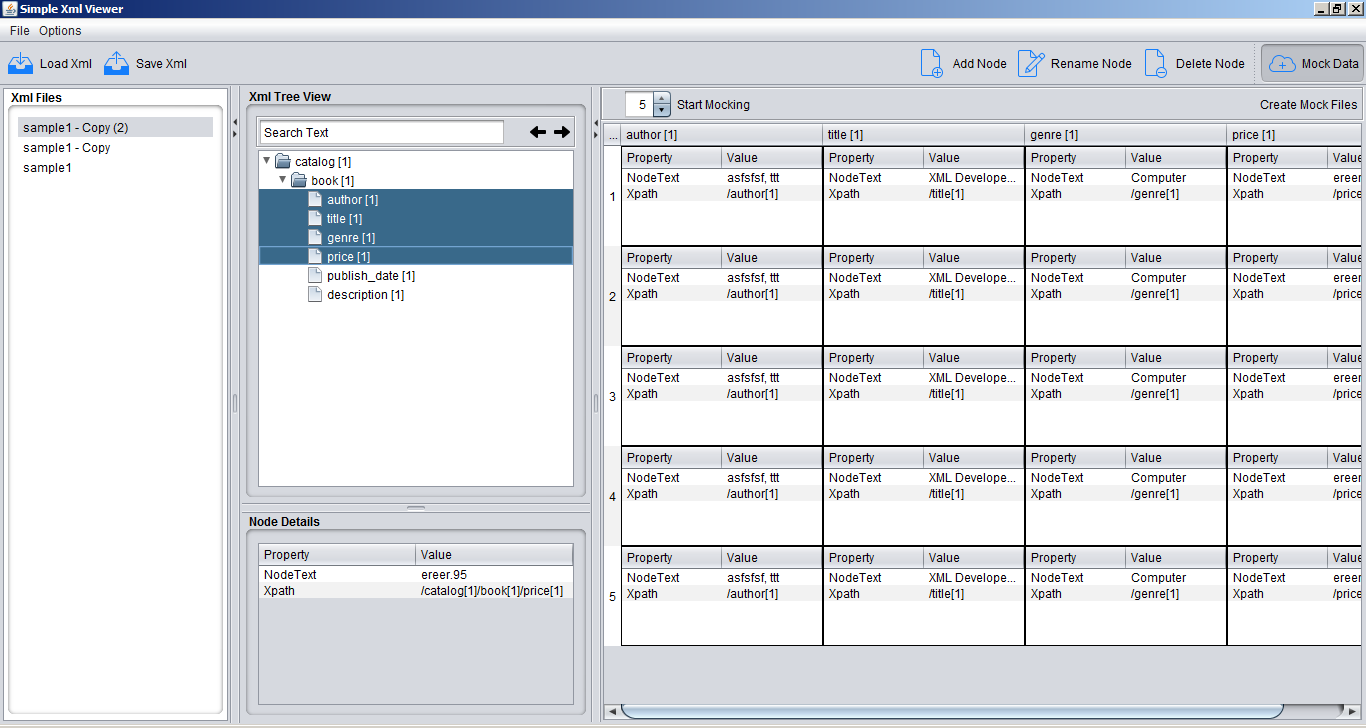 Simple Xml Viewer
File Options
Load Xml Save Xml Add Node Rename Node Delete Node Mock Data
Xml Files
sample1 - Copy (2)
sample1 - Copy
sample1
Xml Tree View
Search Text
catalog [1]
book [1]
author [1]
title [1]
genre [1]
price [1]
publish_date [1]
description [1]
Node Details
Property Value
NodeText ereer.95
Xpath /catalog[1]/book[1]/price[1]
5 Start Mocking Create Mock Files
... author [1] title [1] genre [1] price [1]
Property Value Property Value Property Value Property Value
NodeText asfsfsf, ttt NodeText XML Develope... NodeText Computer NodeText ereer
1 Xpath /author[1] Xpath /title[1] Xpath /genre[1] Xpath /price
Property Value Property Value Property Value Property Value
NodeText asfsfsf, ttt NodeText XML Develope... NodeText Computer NodeText ereer
2 Xpath /author[1] Xpath /title[1] Xpath /genre[1] Xpath /price
Property Value Property Value Property Value Property Value
NodeText asfsfsf, ttt NodeText XML Develope... NodeText Computer NodeText ereer
3 Xpath /author[1] Xpath /title[1] Xpath /genre[1] Xpath /price
Property Value Property Value Property Value Property Value
NodeText asfsfsf, ttt NodeText XML Develope... NodeText Computer NodeText ereer
4 Xpath /author[1] Xpath /title[1] Xpath /genre[1] Xpath /price
Property Value Property Value Property Value Property Value
NodeText asfsfsf, ttt NodeText XML Develope... NodeText Computer NodeText ereer
5 Xpath /author[1] Xpath /title[1] Xpath /genre[1] Xpath /price